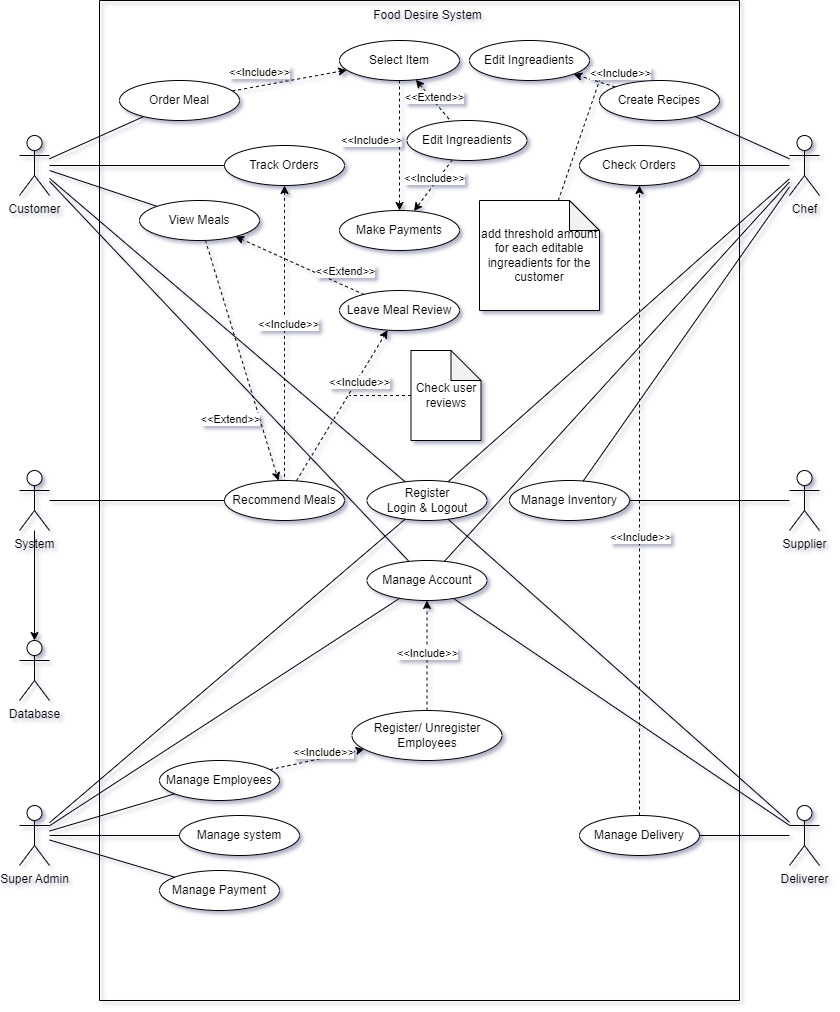 Food Desire System
Select Item
Edit Ingreadients
<<Include>>
<<Include>>
Order Meal
<<Extend>>
Create Recipes
<<Include>>
Edit Ingreadients
Track Orders
Check Orders
<<Include>>
Customer
Chef
View Meals
Make Payments
add threshold amount
for each editable
ingreadients for the
customer
<<Extend>>
Leave Meal Review
<<Include>>
<<Include>>
Check user
reviews
<<Extend>>
Recommend Meals
Register
Login & Logout
Manage Inventory
System
<<Include>>
Supplier
Manage Account
<<Include>>
Database
Register/ Unregister
Employees
<<Include>>
Manage Employees
Manage system
Manage Delivery
Super Admin
Deliverer
Manage Payment